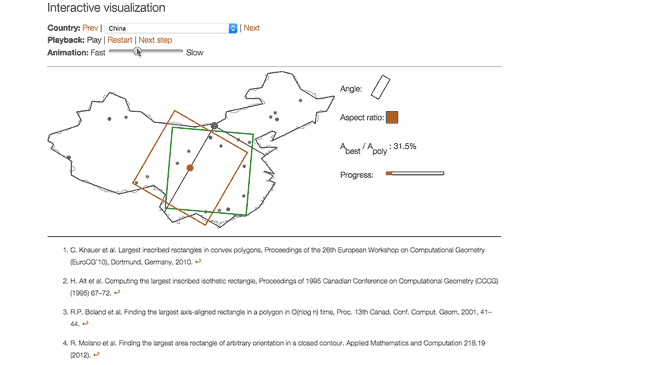 Interactive visualization
Country: Prev | China | Next
Playback: Play | Restart | Next step
Animation: Fast Slow
Angle:
Aspect ratio:
A best / A poly : 31.5%
Progress:
1. C. Knauer et al. Largest inscribed rectangles in convex polygons, Proceedings of the 26th European Workshop on Computational Geometry
(EuroCG'10), Dortmund, Germany, 2010. ↩
2. H. Alt et al. Computing the largest inscribed isothetic rectangle, Proceedings of 1995 Canadian Conference on Computational Geometry (CCCG)
(1995) 67–72. ↩
3. R.P. Boland et al. Finding the largest axis-aligned rectangle in a polygon in O(nlog n) time, Proc. 13th Canad. Conf. Comput. Geom, 2001, 41–
44. ↩
4. R. Molano et al. Finding the largest area rectangle of arbitrary orientation in a closed contour. Applied Mathematics and Computation 218.19
(2012). ↩